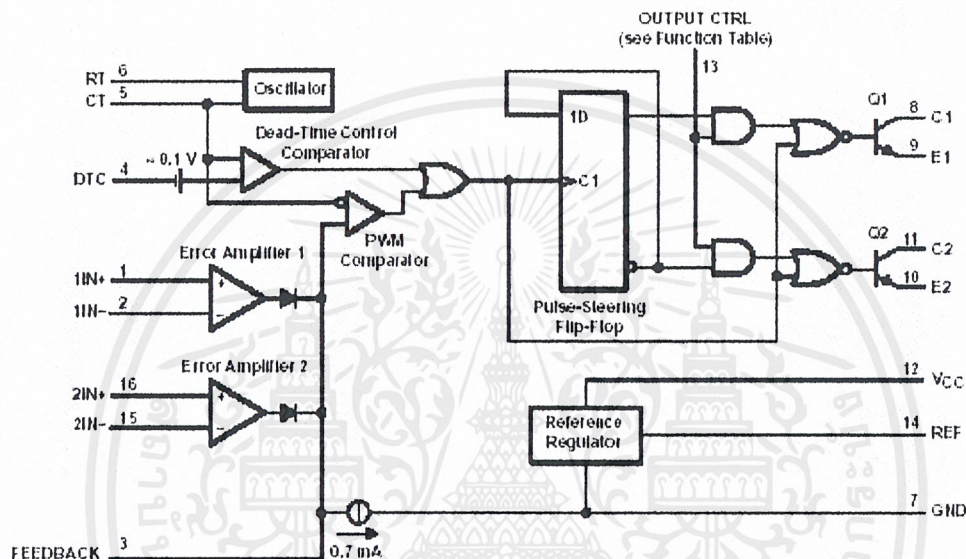 OUTPUT CTRL
(see Function Table)
13
RT 6
CT 5
Oscillator
Dead-Time Control
Comparator
≈ 0.1 V
DTC 4
1D
C1
Q1
8 C1
9 E1
PWM
Comparator
Error Amplifier 1
1IN+ 1
+
1IN- 2
−
Q2
11 C2
10 E2
Pulse-Steering
Flip-Flop
Error Amplifier 2
2IN+ 16
+
2IN- 15
−
12 VCC
Reference
Regulator
14 REF
7 GND
0.7 mA
FEEDBACK 3